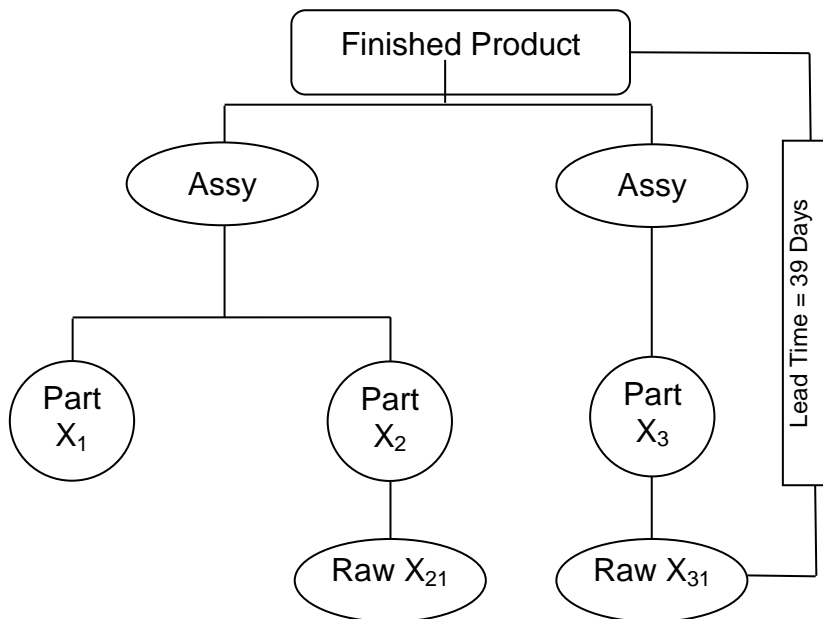 Finished Product
Assy
Assy
Lead Time = 39 Days
Part
X₁
Part
X₂
Part
X₃
Raw X₂₁
Raw X₃₁